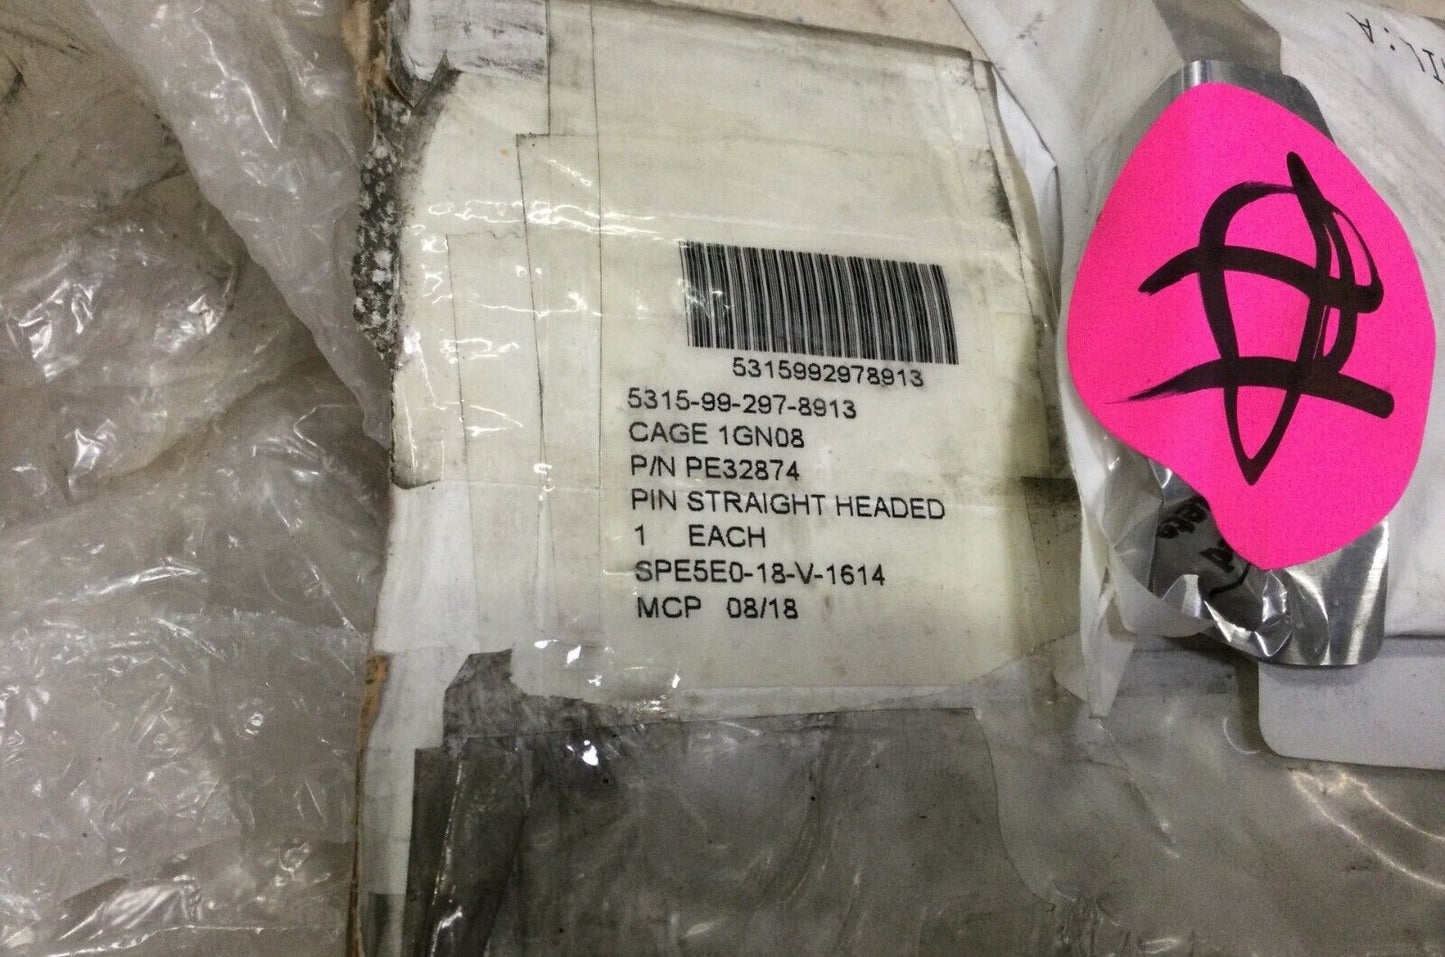 5315992978913
5315-99-297-8913
CAGE 1GN08
P/N PE32874
PIN STRAIGHT HEADED
1 EACH
SPE5E0-18-V-1614
MCP 08/18